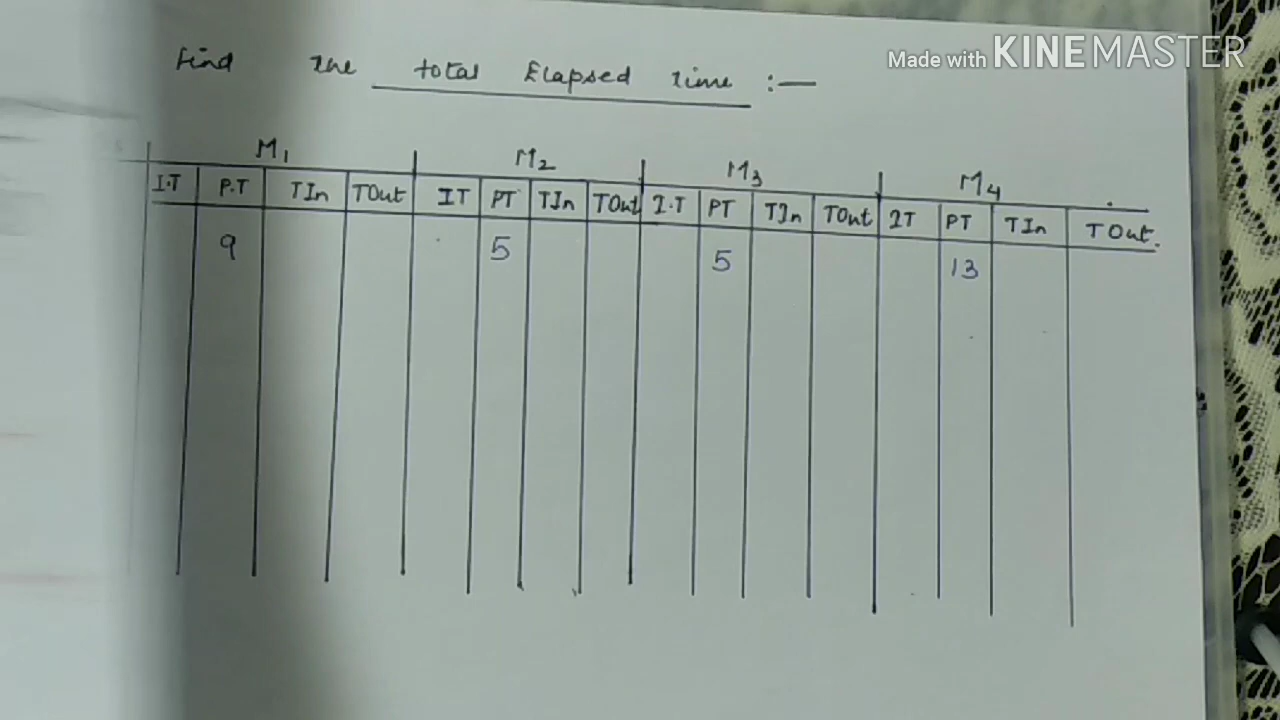 Made with KINEMASTER
Find the total Elapsed time :—
M1 M2 M3 M4
I.T P.T TIn TOut IT PT TIn TOut I.T PT TIn TOut IT PT TIn TOut.
9 5 5 13